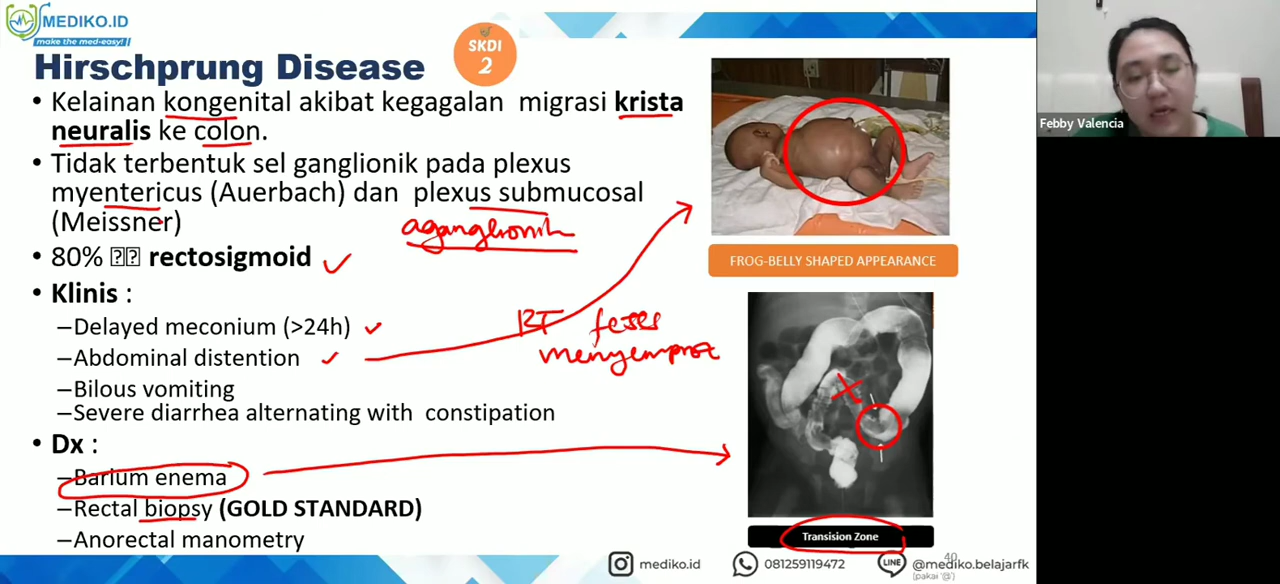 MEDIKO.ID
make the med-easy!
SKDI
2
Hirschprung Disease
• Kelainan kongenital akibat kegagalan migrasi krista
neuralis ke colon.
• Tidak terbentuk sel ganglionik pada plexus
myentericus (Auerbach) dan plexus submucosal
(Meissner)
aganglionik
• 80% rectosigmoid
• Klinis :
–Delayed meconium (>24h)
RT feses
menyemprot
–Abdominal distention
–Bilous vomiting
–Severe diarrhea alternating with constipation
• Dx :
–Barium enema
–Rectal biopsy (GOLD STANDARD)
–Anorectal manometry
FROG-BELLY SHAPED APPEARANCE
Transision Zone
Febby Valencia
mediko.id
081259119472
LINE
@mediko.belajarfk
(pakai '@')
40